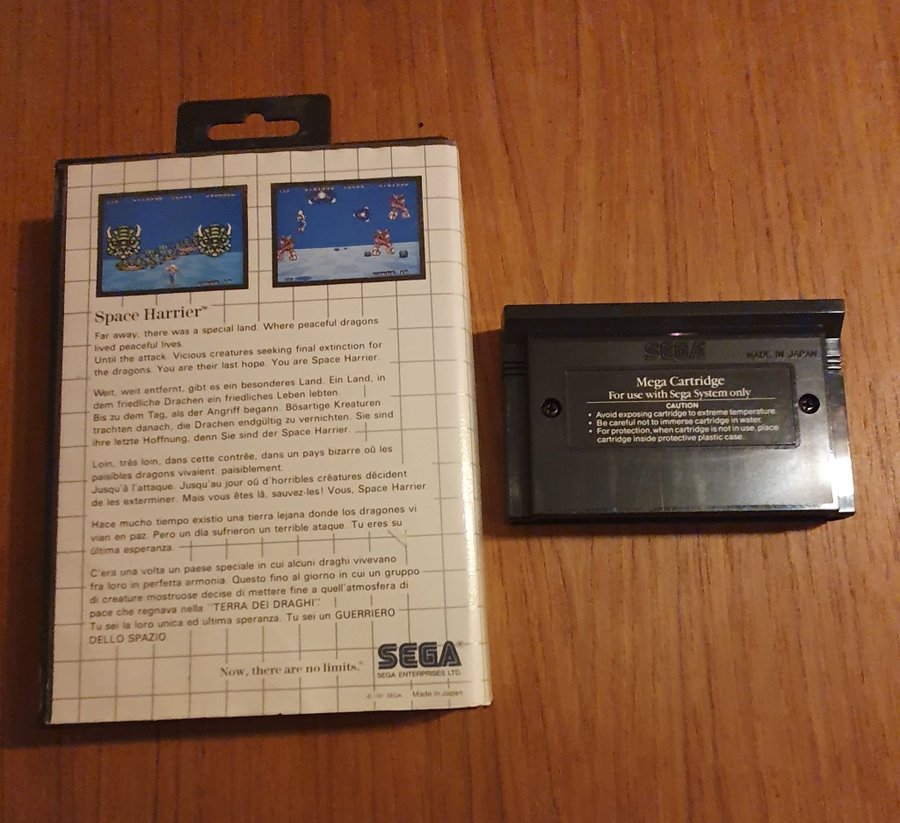 Space Harrier™
Far away, there was a special land. Where peaceful dragons
lived peaceful lives.
Until the attack. Vicious creatures seeking final extinction for
the dragons. You are their last hope. You are Space Harrier.
Weit, weit entfernt, gibt es ein besonderes Land. Ein Land, in
dem friedliche Drachen ein friedliches Leben lebten.
Bis zu dem Tag, als der Angriff begann. Bösartige Kreaturen
trachten danach, die Drachen endgültig zu vernichten. Sie sind
ihre letzte Hoffnung, denn Sie sind der Space Harrier.
Loin, très loin, dans cette contrée, dans un pays bizarre où les
paisibles dragons vivaient, paisiblement.
Jusqu'à l'attaque. Jusqu'au jour où d'horribles créatures décident
de les exterminer. Mais vous êtes là, sauvez-les! Vous, Space Harrier.
Hace mucho tiempo existio una tierra lejana donde los dragones vi
vian en paz. Pero un dia sufrieron un terrible ataque. Tu eres su
última esperanza.
C'era una volta un paese speciale in cui alcuni draghi vivevano
fra loro in perfetta armonia. Questo fino al giorno in cui un gruppo
di creature mostruose decise di mettere fine a quell'atmosfera di
pace che regnava nella "TERRA DEI DRAGHI"
Tu sei la loro unica ed ultima speranza. Tu sei un GUERRIERO
DELLO SPAZIO.
Now, there are no limits.®
SEGA®
SEGA ENTERPRISES LTD.
Made in Japan
SEGA
MADE IN JAPAN
Mega Cartridge
For use with Sega System only
CAUTION
• Avoid exposing cartridge to extreme temperature.
• Be careful not to immerse cartridge in water.
• For protection, when cartridge is not in use, place
cartridge inside protective plastic case.